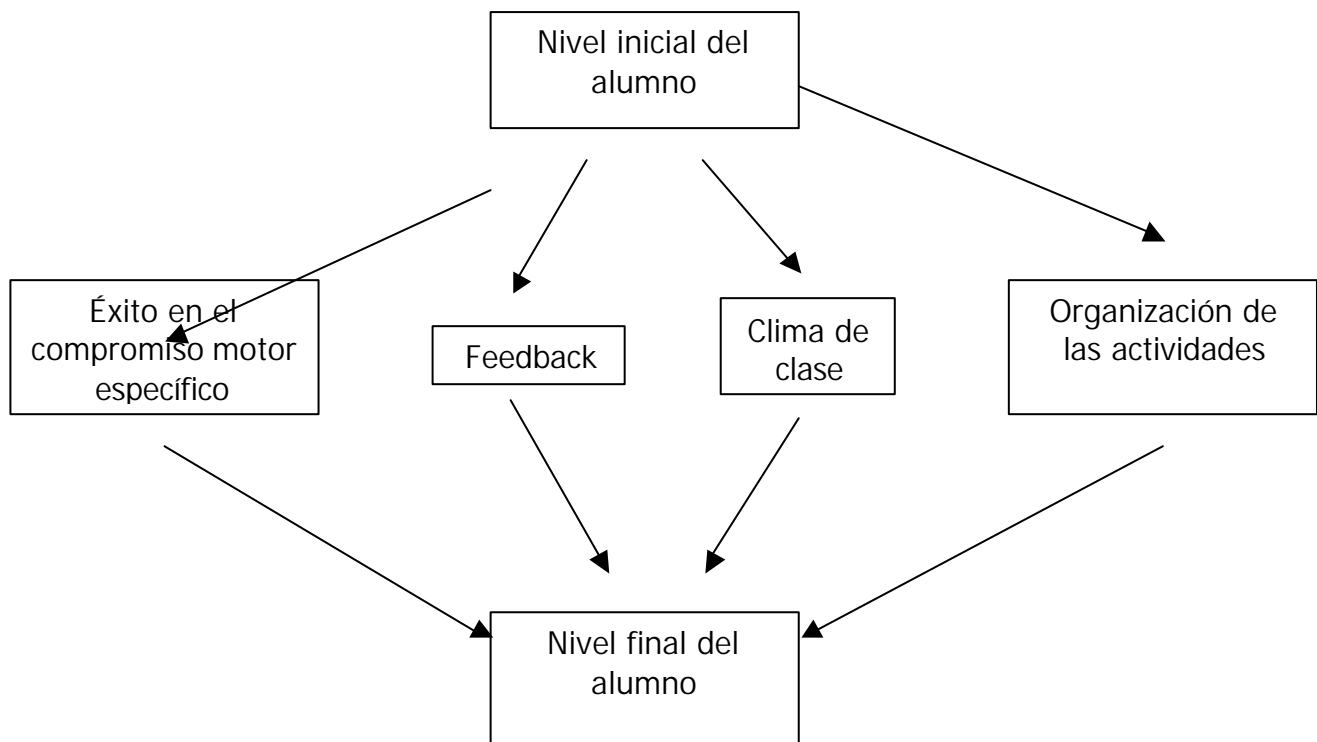 Nivel inicial del
alumno
Éxito en el
compromiso motor
específico
Feedback
Clima de
clase
Organización de
las actividades
Nivel final del
alumno